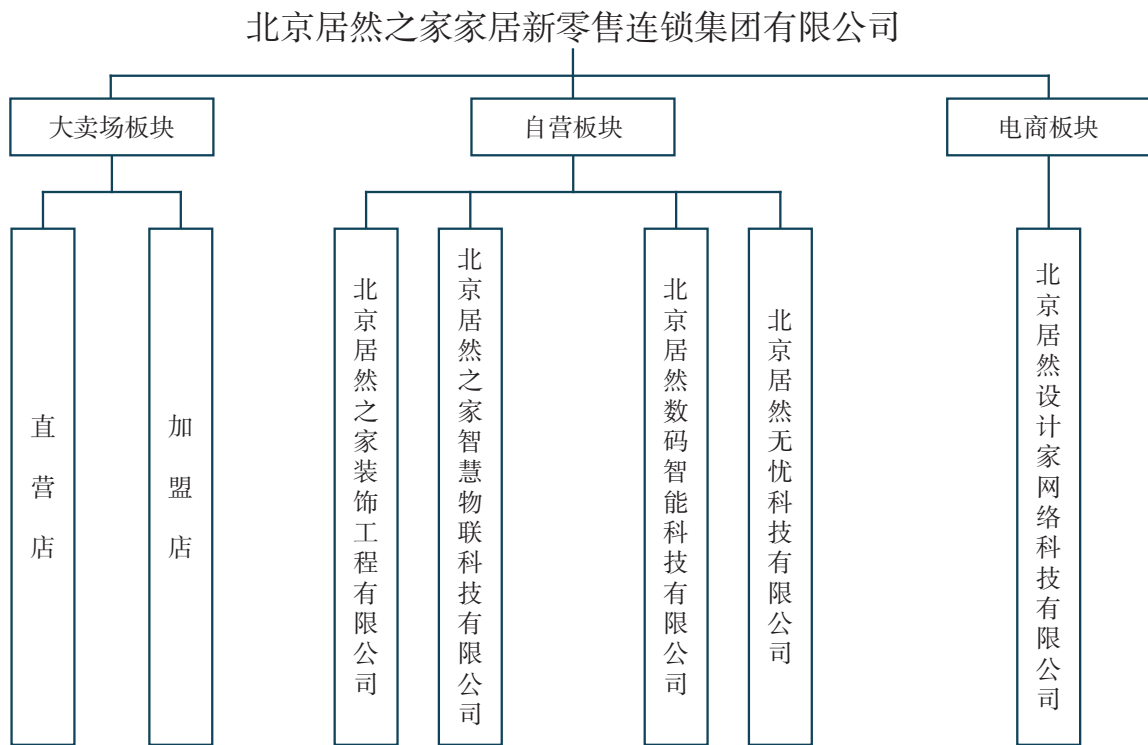 北京居然之家家居新零售连锁集团有限公司
大卖场板块
自营板块
电商板块
直营店
加盟店
北京居然之家装饰工程有限公司
北京居然之家智慧物联科技有限公司
北京居然数码智能科技有限公司
北京居然无忧科技有限公司
北京居然设计家网络科技有限公司